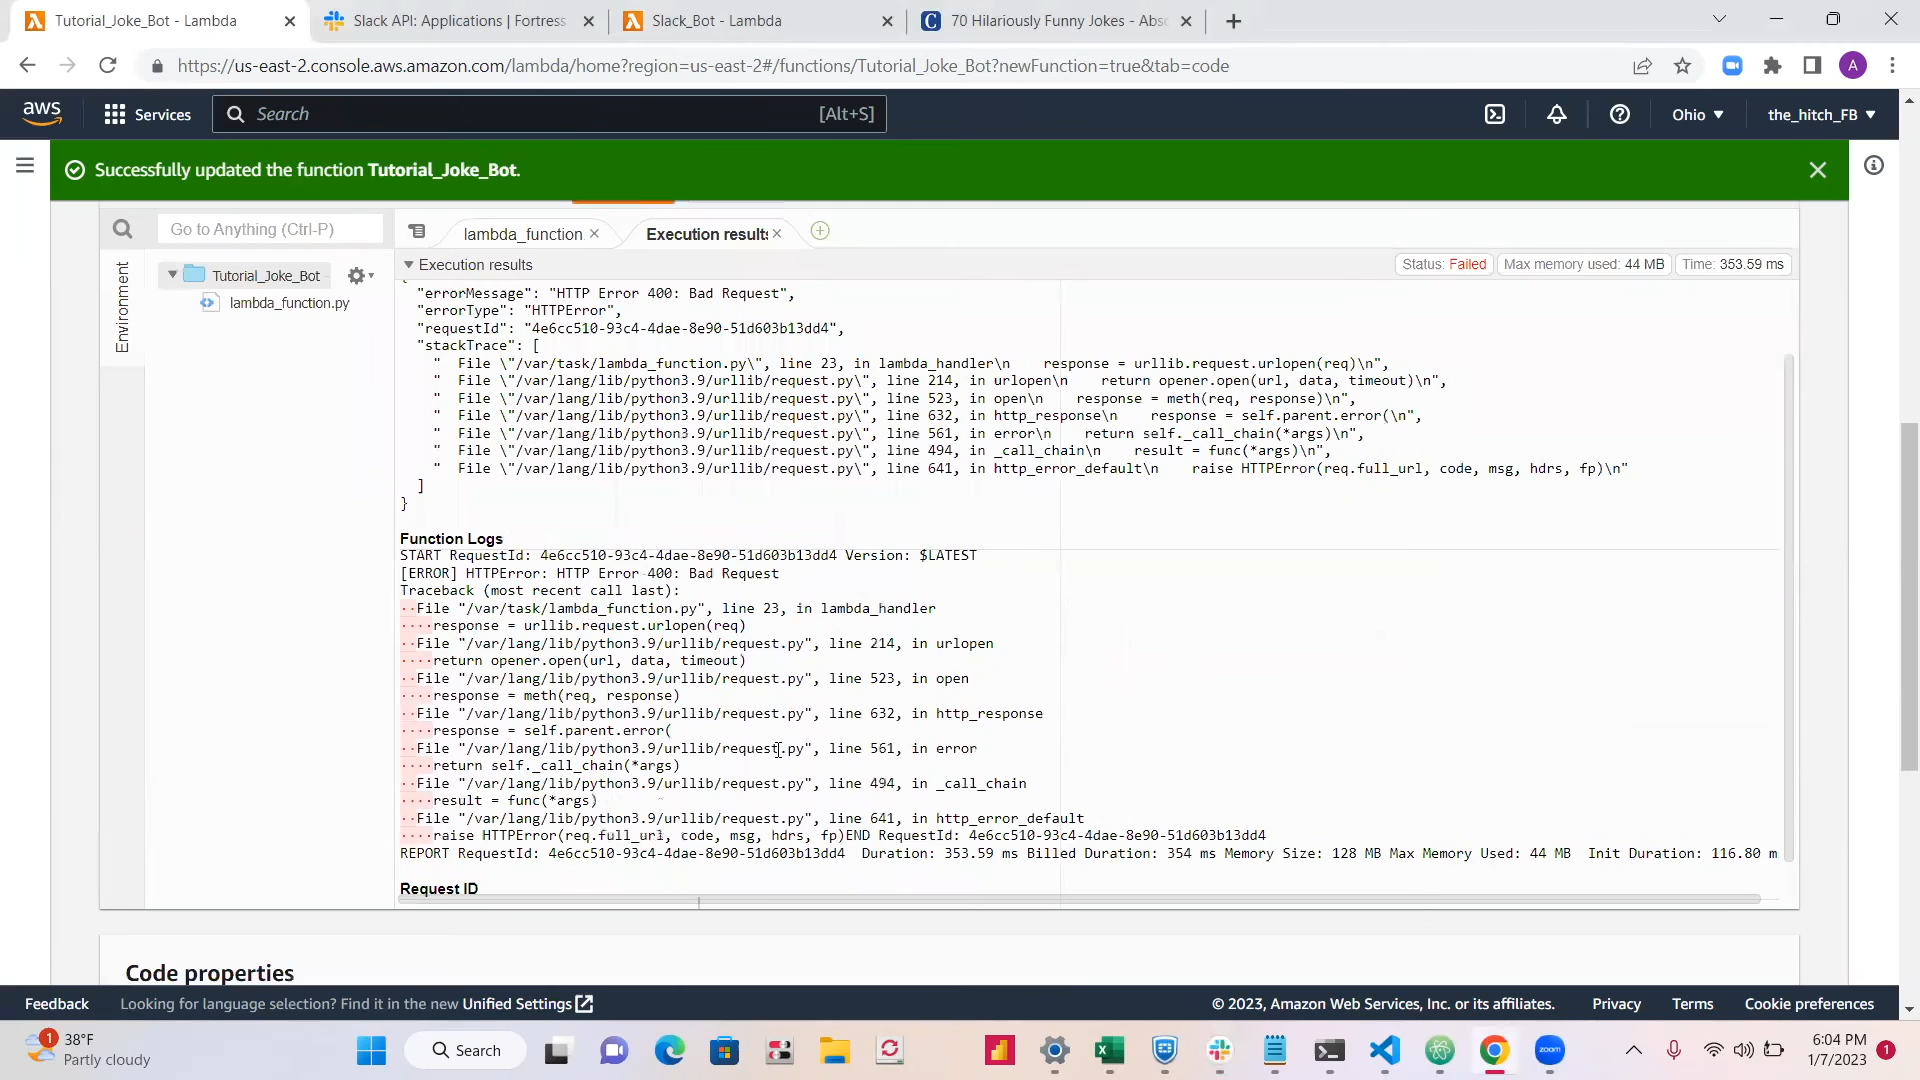 Tutorial_Joke_Bot - Lambda
Slack API: Applications | Fortress
Slack_Bot - Lambda
70 Hilariously Funny Jokes - Abso
https://us-east-2.console.aws.amazon.com/lambda/home?region=us-east-2#/functions/Tutorial_Joke_Bot?newFunction=true&tab=code
A
aws
Services
Search
[Alt+S]
Ohio
the_hitch_FB
Successfully updated the function Tutorial_Joke_Bot.
Go to Anything (Ctrl-P)
lambda_function
Execution results
Environment
Tutorial_Joke_Bot
lambda_function.py
Execution results
Status: Failed
Max memory used: 44 MB
Time: 353.59 ms
{
"errorMessage": "HTTP Error 400: Bad Request",
"errorType": "HTTPError",
"requestId": "4e6cc510-93c4-4dae-8e90-51d603b13dd4",
"stackTrace": [
"  File \"/var/task/lambda_function.py\", line 23, in lambda_handler\n    response = urllib.request.urlopen(req)\n",
"  File \"/var/lang/lib/python3.9/urllib/request.py\", line 214, in urlopen\n    return opener.open(url, data, timeout)\n",
"  File \"/var/lang/lib/python3.9/urllib/request.py\", line 523, in open\n    response = meth(req, response)\n",
"  File \"/var/lang/lib/python3.9/urllib/request.py\", line 632, in http_response\n    response = self.parent.error(\n",
"  File \"/var/lang/lib/python3.9/urllib/request.py\", line 561, in error\n    return self._call_chain(*args)\n",
"  File \"/var/lang/lib/python3.9/urllib/request.py\", line 494, in _call_chain\n    result = func(*args)\n",
"  File \"/var/lang/lib/python3.9/urllib/request.py\", line 641, in http_error_default\n    raise HTTPError(req.full_url, code, msg, hdrs, fp)\n"
]
}
Function Logs
START RequestId: 4e6cc510-93c4-4dae-8e90-51d603b13dd4 Version: $LATEST
[ERROR] HTTPError: HTTP Error 400: Bad Request
Traceback (most recent call last):
··File "/var/task/lambda_function.py", line 23, in lambda_handler
····response = urllib.request.urlopen(req)
··File "/var/lang/lib/python3.9/urllib/request.py", line 214, in urlopen
····return opener.open(url, data, timeout)
··File "/var/lang/lib/python3.9/urllib/request.py", line 523, in open
····response = meth(req, response)
··File "/var/lang/lib/python3.9/urllib/request.py", line 632, in http_response
····response = self.parent.error(
··File "/var/lang/lib/python3.9/urllib/request.py", line 561, in error
····return self._call_chain(*args)
··File "/var/lang/lib/python3.9/urllib/request.py", line 494, in _call_chain
····result = func(*args)
··File "/var/lang/lib/python3.9/urllib/request.py", line 641, in http_error_default
····raise HTTPError(req.full_url, code, msg, hdrs, fp)END RequestId: 4e6cc510-93c4-4dae-8e90-51d603b13dd4
REPORT RequestId: 4e6cc510-93c4-4dae-8e90-51d603b13dd4  Duration: 353.59 ms Billed Duration: 354 ms Memory Size: 128 MB Max Memory Used: 44 MB  Init Duration: 116.80 m
Request ID
Code properties
Feedback
Looking for language selection? Find it in the new Unified Settings
© 2023, Amazon Web Services, Inc. or its affiliates.
Privacy
Terms
Cookie preferences
1
38°F
Partly cloudy
Search
zoom
6:04 PM
1/7/2023
1